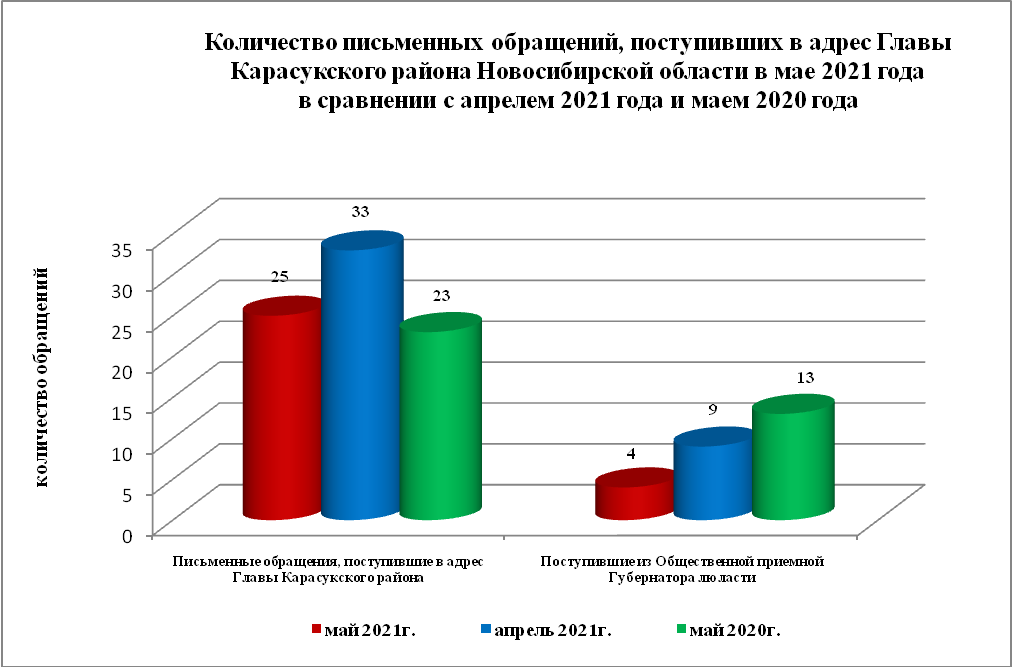 Количество письменных обращений, поступивших в адрес Главы
Карасукского района Новосибирской области в мае 2021 года
в сравнении с апрелем 2021 года и маем 2020 года
количество обращений
35
30
25
20
15
10
5
0
25
33
23
4
9
13
Письменные обращения, поступившие в адрес
Главы Карасукского района
Поступившие из Общественной приемной
Губернатора люласти
май 2021г.
апрель 2021г.
май 2020г.